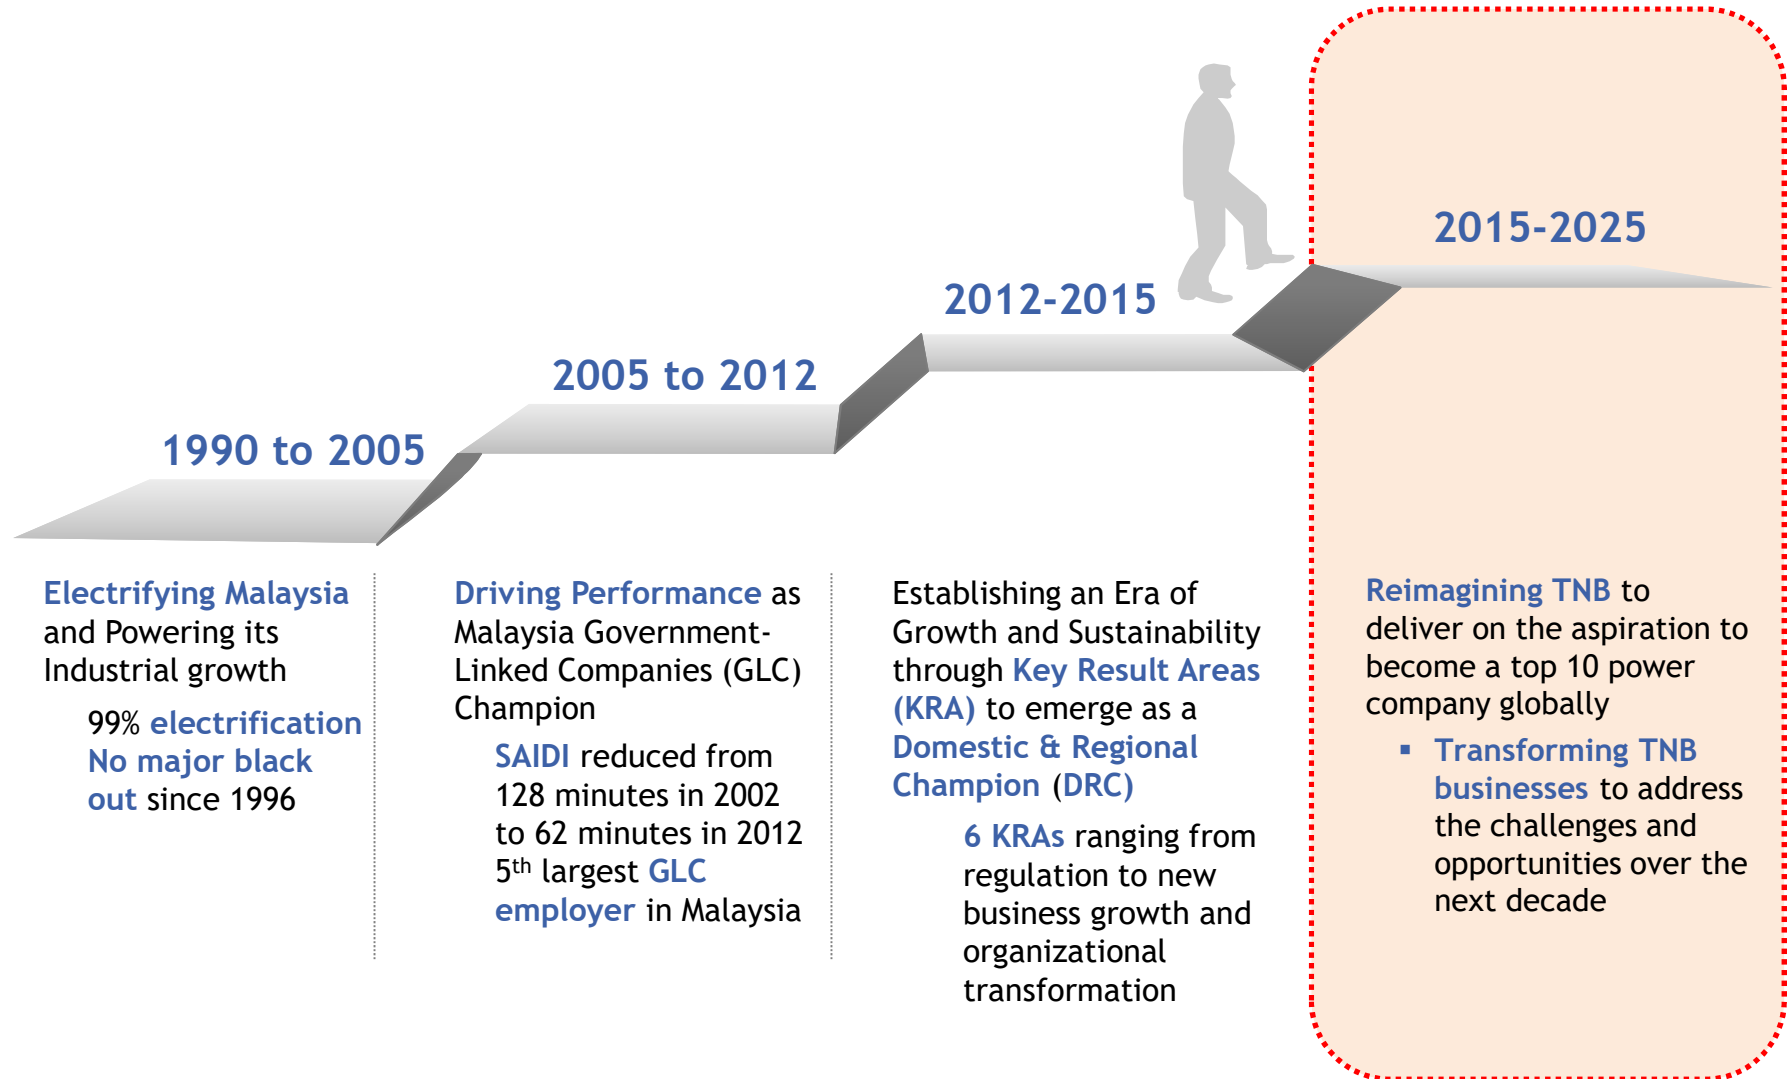 2015-2025
2012-2015
2005 to 2012
1990 to 2005
Electrifying Malaysia
and Powering its
Industrial growth
99% electrification
No major black
out since 1996
Driving Performance as
Malaysia Government-
Linked Companies (GLC)
Champion
SAIDI reduced from
128 minutes in 2002
to 62 minutes in 2012
5th largest GLC
employer in Malaysia
Establishing an Era of
Growth and Sustainability
through Key Result Areas
(KRA) to emerge as a
Domestic & Regional
Champion (DRC)
6 KRAs ranging from
regulation to new
business growth and
organizational
transformation
Reimagining TNB to
deliver on the aspiration to
become a top 10 power
company globally
▪ Transforming TNB
businesses to address
the challenges and
opportunities over the
next decade